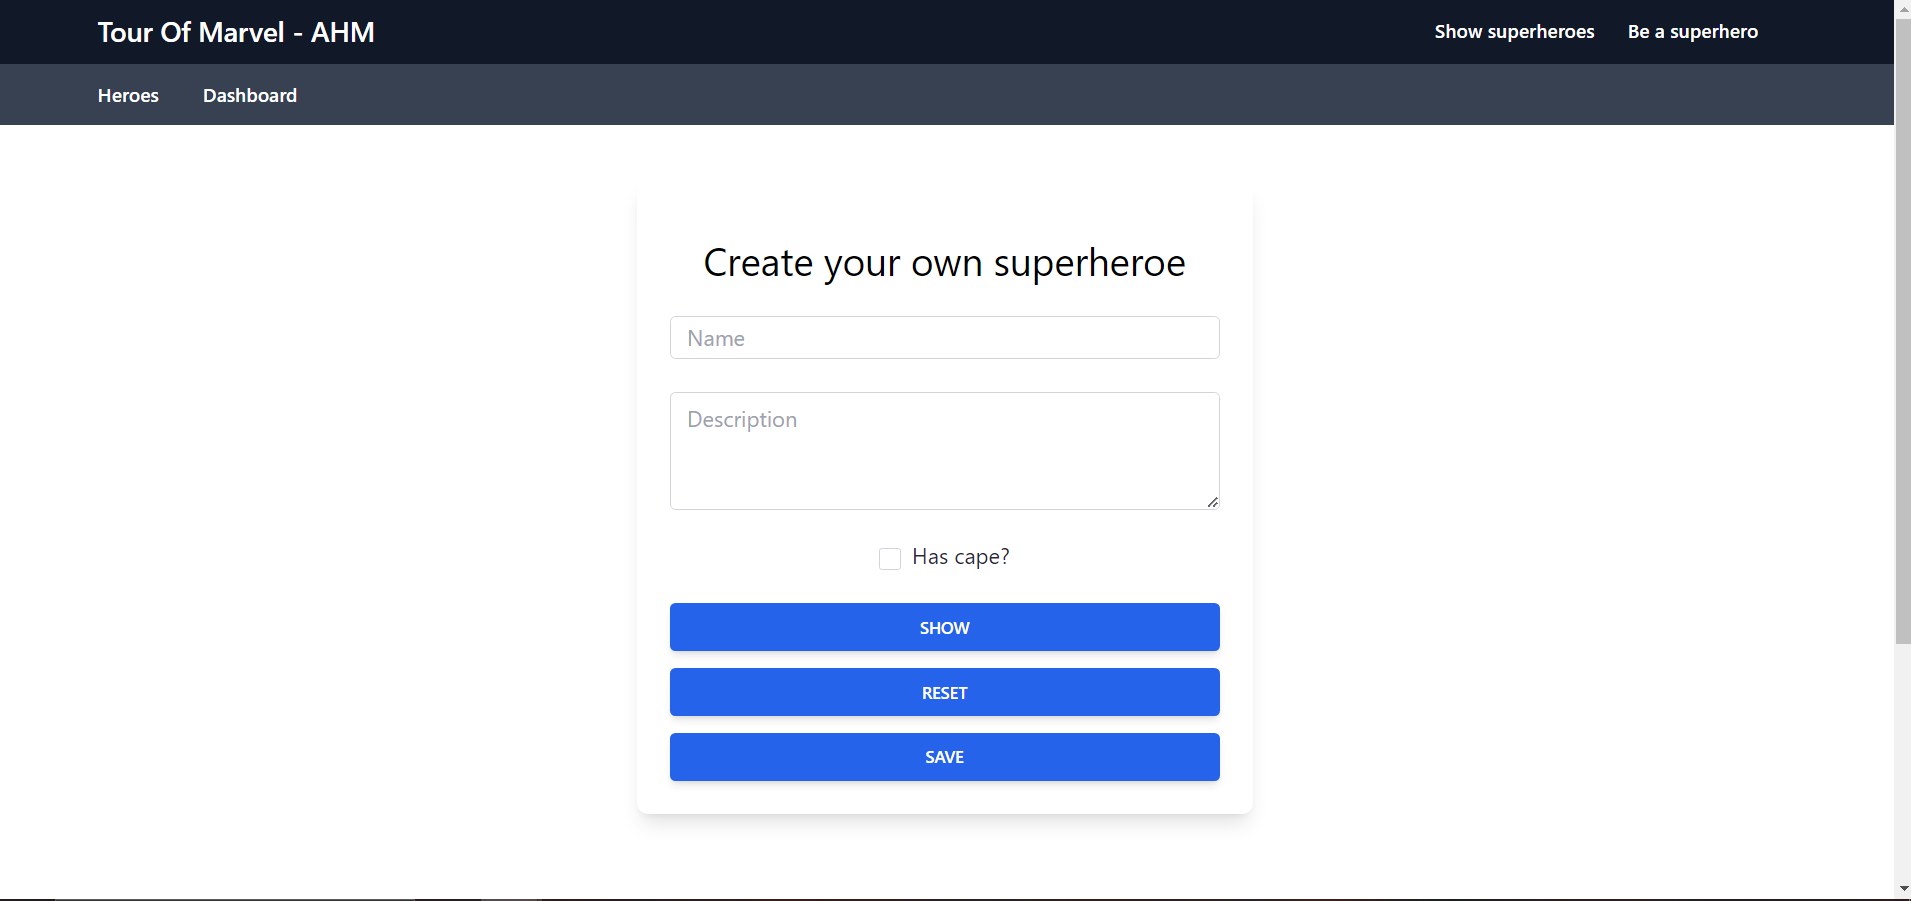 Tour Of Marvel - AHM
Show superheroes
Be a superhero
Heroes
Dashboard
Create your own superheroe
Name
Description
Has cape?
SHOW
RESET
SAVE